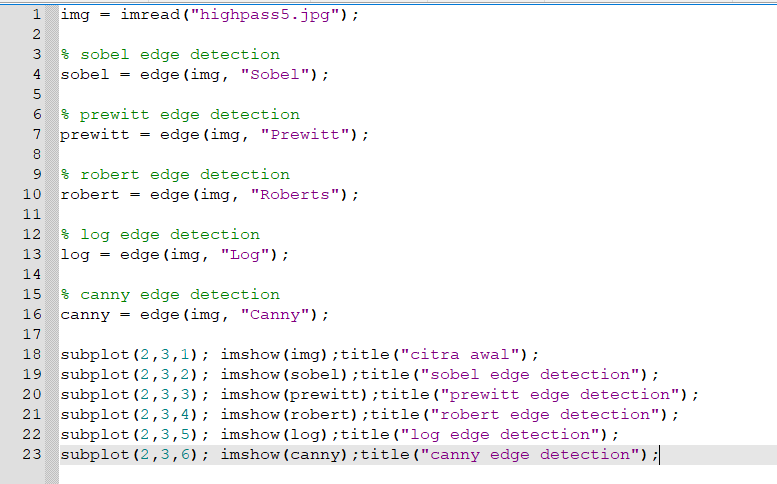 1 img = imread("highpass5.jpg");
2
3 % sobel edge detection
4 sobel = edge(img, "Sobel");
5
6 % prewitt edge detection
7 prewitt = edge(img, "Prewitt");
8
9 % robert edge detection
10 robert = edge(img, "Roberts");
11
12 % log edge detection
13 log = edge(img, "Log");
14
15 % canny edge detection
16 canny = edge(img, "Canny");
17
18 subplot(2,3,1); imshow(img);title("citra awal");
19 subplot(2,3,2); imshow(sobel);title("sobel edge detection");
20 subplot(2,3,3); imshow(prewitt);title("prewitt edge detection");
21 subplot(2,3,4); imshow(robert);title("robert edge detection");
22 subplot(2,3,5); imshow(log);title("log edge detection");
23 subplot(2,3,6); imshow(canny);title("canny edge detection");